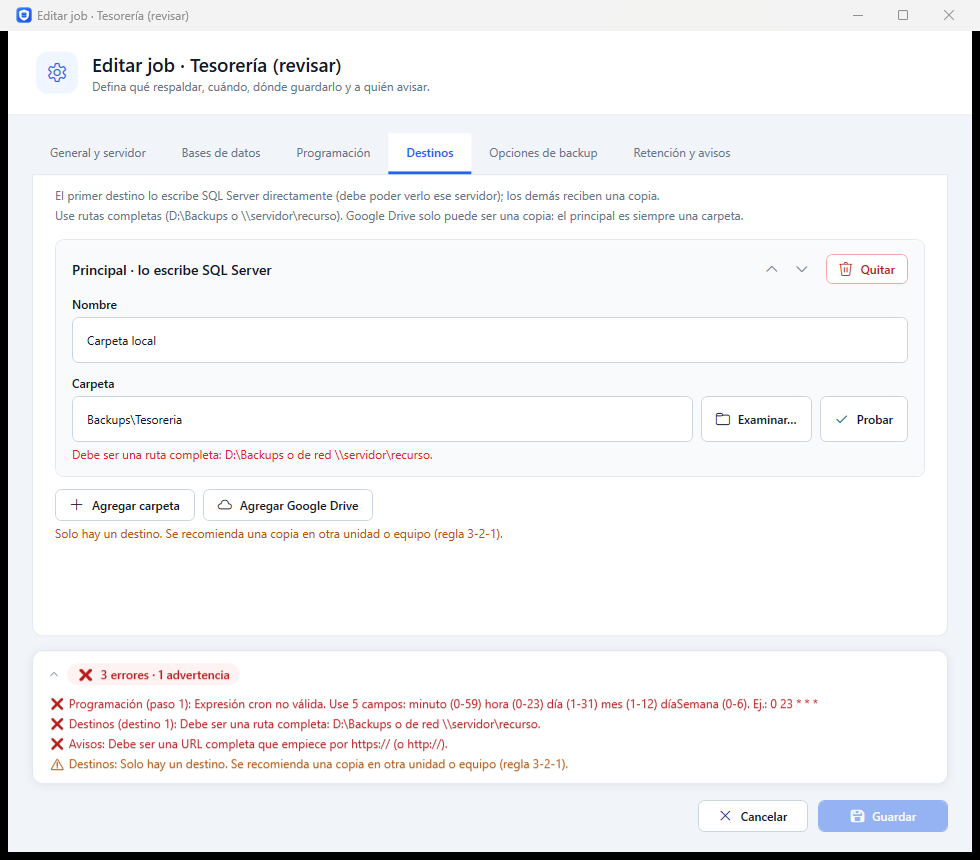 Editar job · Tesorería (revisar)
Editar job · Tesorería (revisar)
Defina qué respaldar, cuándo, dónde guardarlo y a quién avisar.
General y servidor
Bases de datos
Programación
Destinos
Opciones de backup
Retención y avisos
El primer destino lo escribe SQL Server directamente (debe poder verlo ese servidor); los demás reciben una copia.
Use rutas completas (D:\Backups o \\servidor\recurso). Google Drive solo puede ser una copia: el principal es siempre una carpeta.
Principal · lo escribe SQL Server
Quitar
Nombre
Carpeta local
Carpeta
Backups\Tesoreria
Examinar...
Probar
Debe ser una ruta completa: D:\Backups o de red \\servidor\recurso.
Agregar carpeta
Agregar Google Drive
Solo hay un destino. Se recomienda una copia en otra unidad o equipo (regla 3-2-1).
3 errores · 1 advertencia
Programación (paso 1): Expresión cron no válida. Use 5 campos: minuto (0-59) hora (0-23) día (1-31) mes (1-12) díaSemana (0-6). Ej.: 0 23 * * *
Destinos (destino 1): Debe ser una ruta completa: D:\Backups o de red \\servidor\recurso.
Avisos: Debe ser una URL completa que empiece por https:// (o http://).
Destinos: Solo hay un destino. Se recomienda una copia en otra unidad o equipo (regla 3-2-1).
Cancelar
Guardar